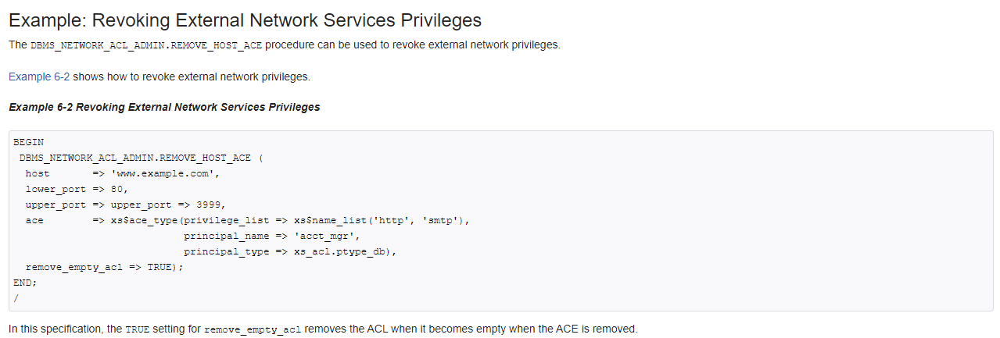 Example: Revoking External Network Services Privileges
The DBMS_NETWORK_ACL_ADMIN.REMOVE_HOST_ACE procedure can be used to revoke external network privileges.
Example 6-2 shows how to revoke external network privileges.
Example 6-2 Revoking External Network Services Privileges
BEGIN
 DBMS_NETWORK_ACL_ADMIN.REMOVE_HOST_ACE (
  host       => 'www.example.com',
  lower_port => 80,
  upper_port => upper_port => 3999,
  ace        => xs$ace_type(privilege_list => xs$name_list('http', 'smtp'),
                            principal_name => 'acct_mgr',
                            principal_type => xs_acl.ptype_db),
  remove_empty_acl => TRUE);
END;
/
In this specification, the TRUE setting for remove_empty_acl removes the ACL when it becomes empty when the ACE is removed.